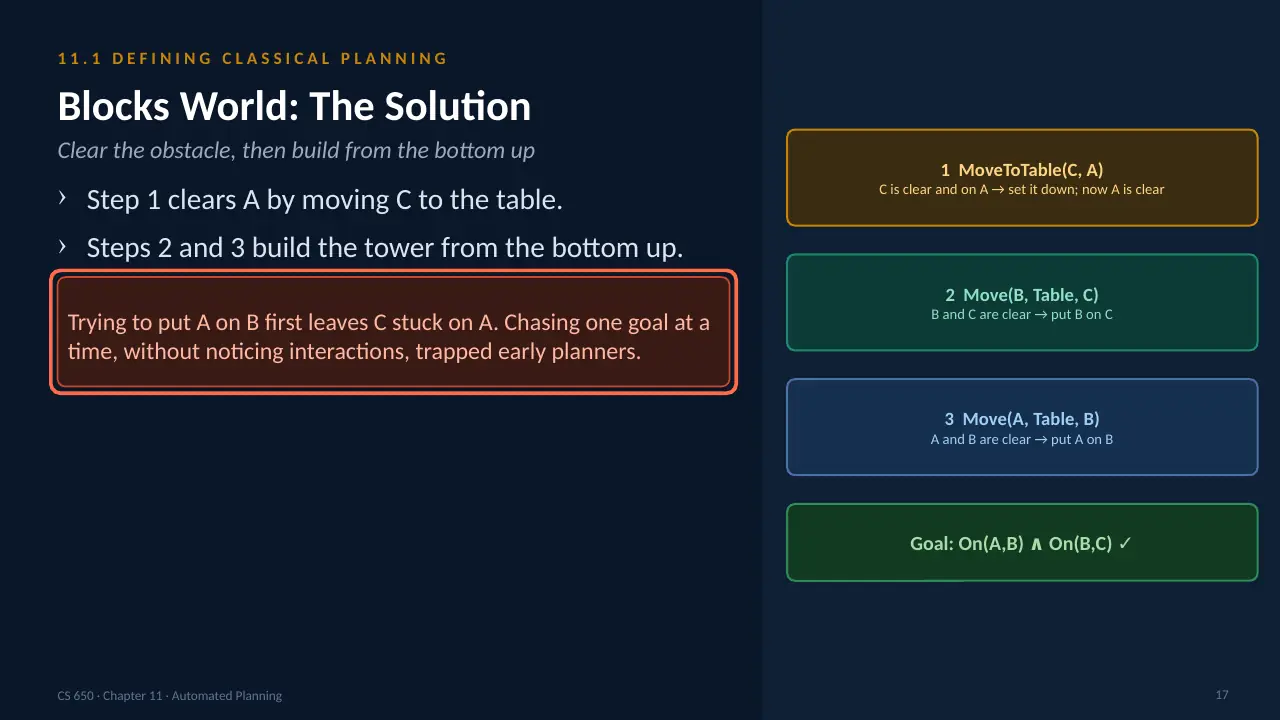 11.1 DEFINING CLASSICAL PLANNING
Blocks World: The Solution
Clear the obstacle, then build from the bottom up
› Step 1 clears A by moving C to the table.
› Steps 2 and 3 build the tower from the bottom up.
Trying to put A on B first leaves C stuck on A. Chasing one goal at a
time, without noticing interactions, trapped early planners.
1 MoveToTable(C, A)
C is clear and on A → set it down; now A is clear
2 Move(B, Table, C)
B and C are clear → put B on C
3 Move(A, Table, B)
A and B are clear → put A on B
Goal: On(A,B) ∧ On(B,C) ✓
CS 650 · Chapter 11 · Automated Planning
17